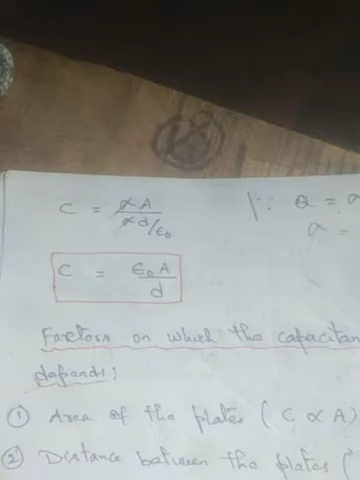 C = αA / αd/ε₀ ∵ Q = σ
σ =
C = ε₀A / d
Factors on which the capacitan
depends;
① Area of the plates ( C ∝ A)
② Distance between the plates (